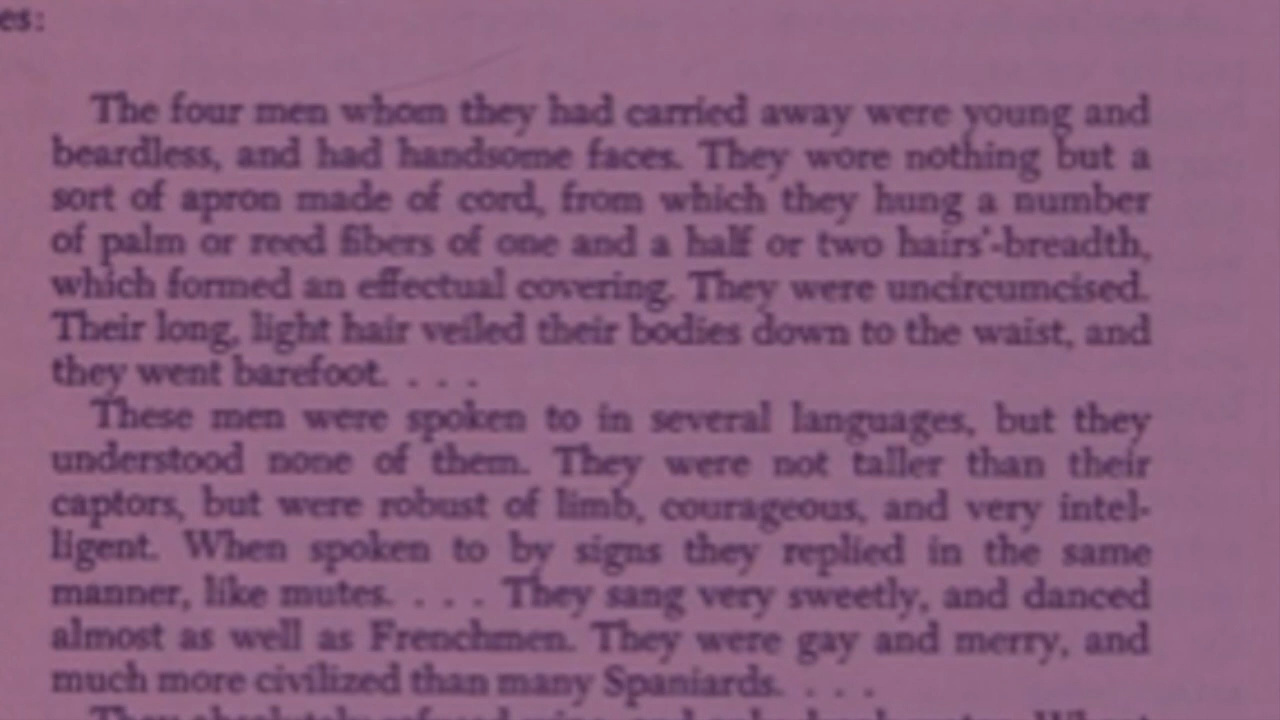 es:
The four men whom they had carried away were young and
beardless, and had handsome faces. They wore nothing but a
sort of apron made of cord, from which they hung a number
of palm or reed fibers of one and a half or two hairs'-breadth,
which formed an effectual covering. They were uncircumcised.
Their long, light hair veiled their bodies down to the waist, and
they went barefoot. . . .
These men were spoken to in several languages, but they
understood none of them. They were not taller than their
captors, but were robust of limb, courageous, and very intel-
ligent. When spoken to by signs they replied in the same
manner, like mutes. . . . They sang very sweetly, and danced
almost as well as Frenchmen. They were gay and merry, and
much more civilized than many Spaniards. . . .
They absolutely refused wine, and